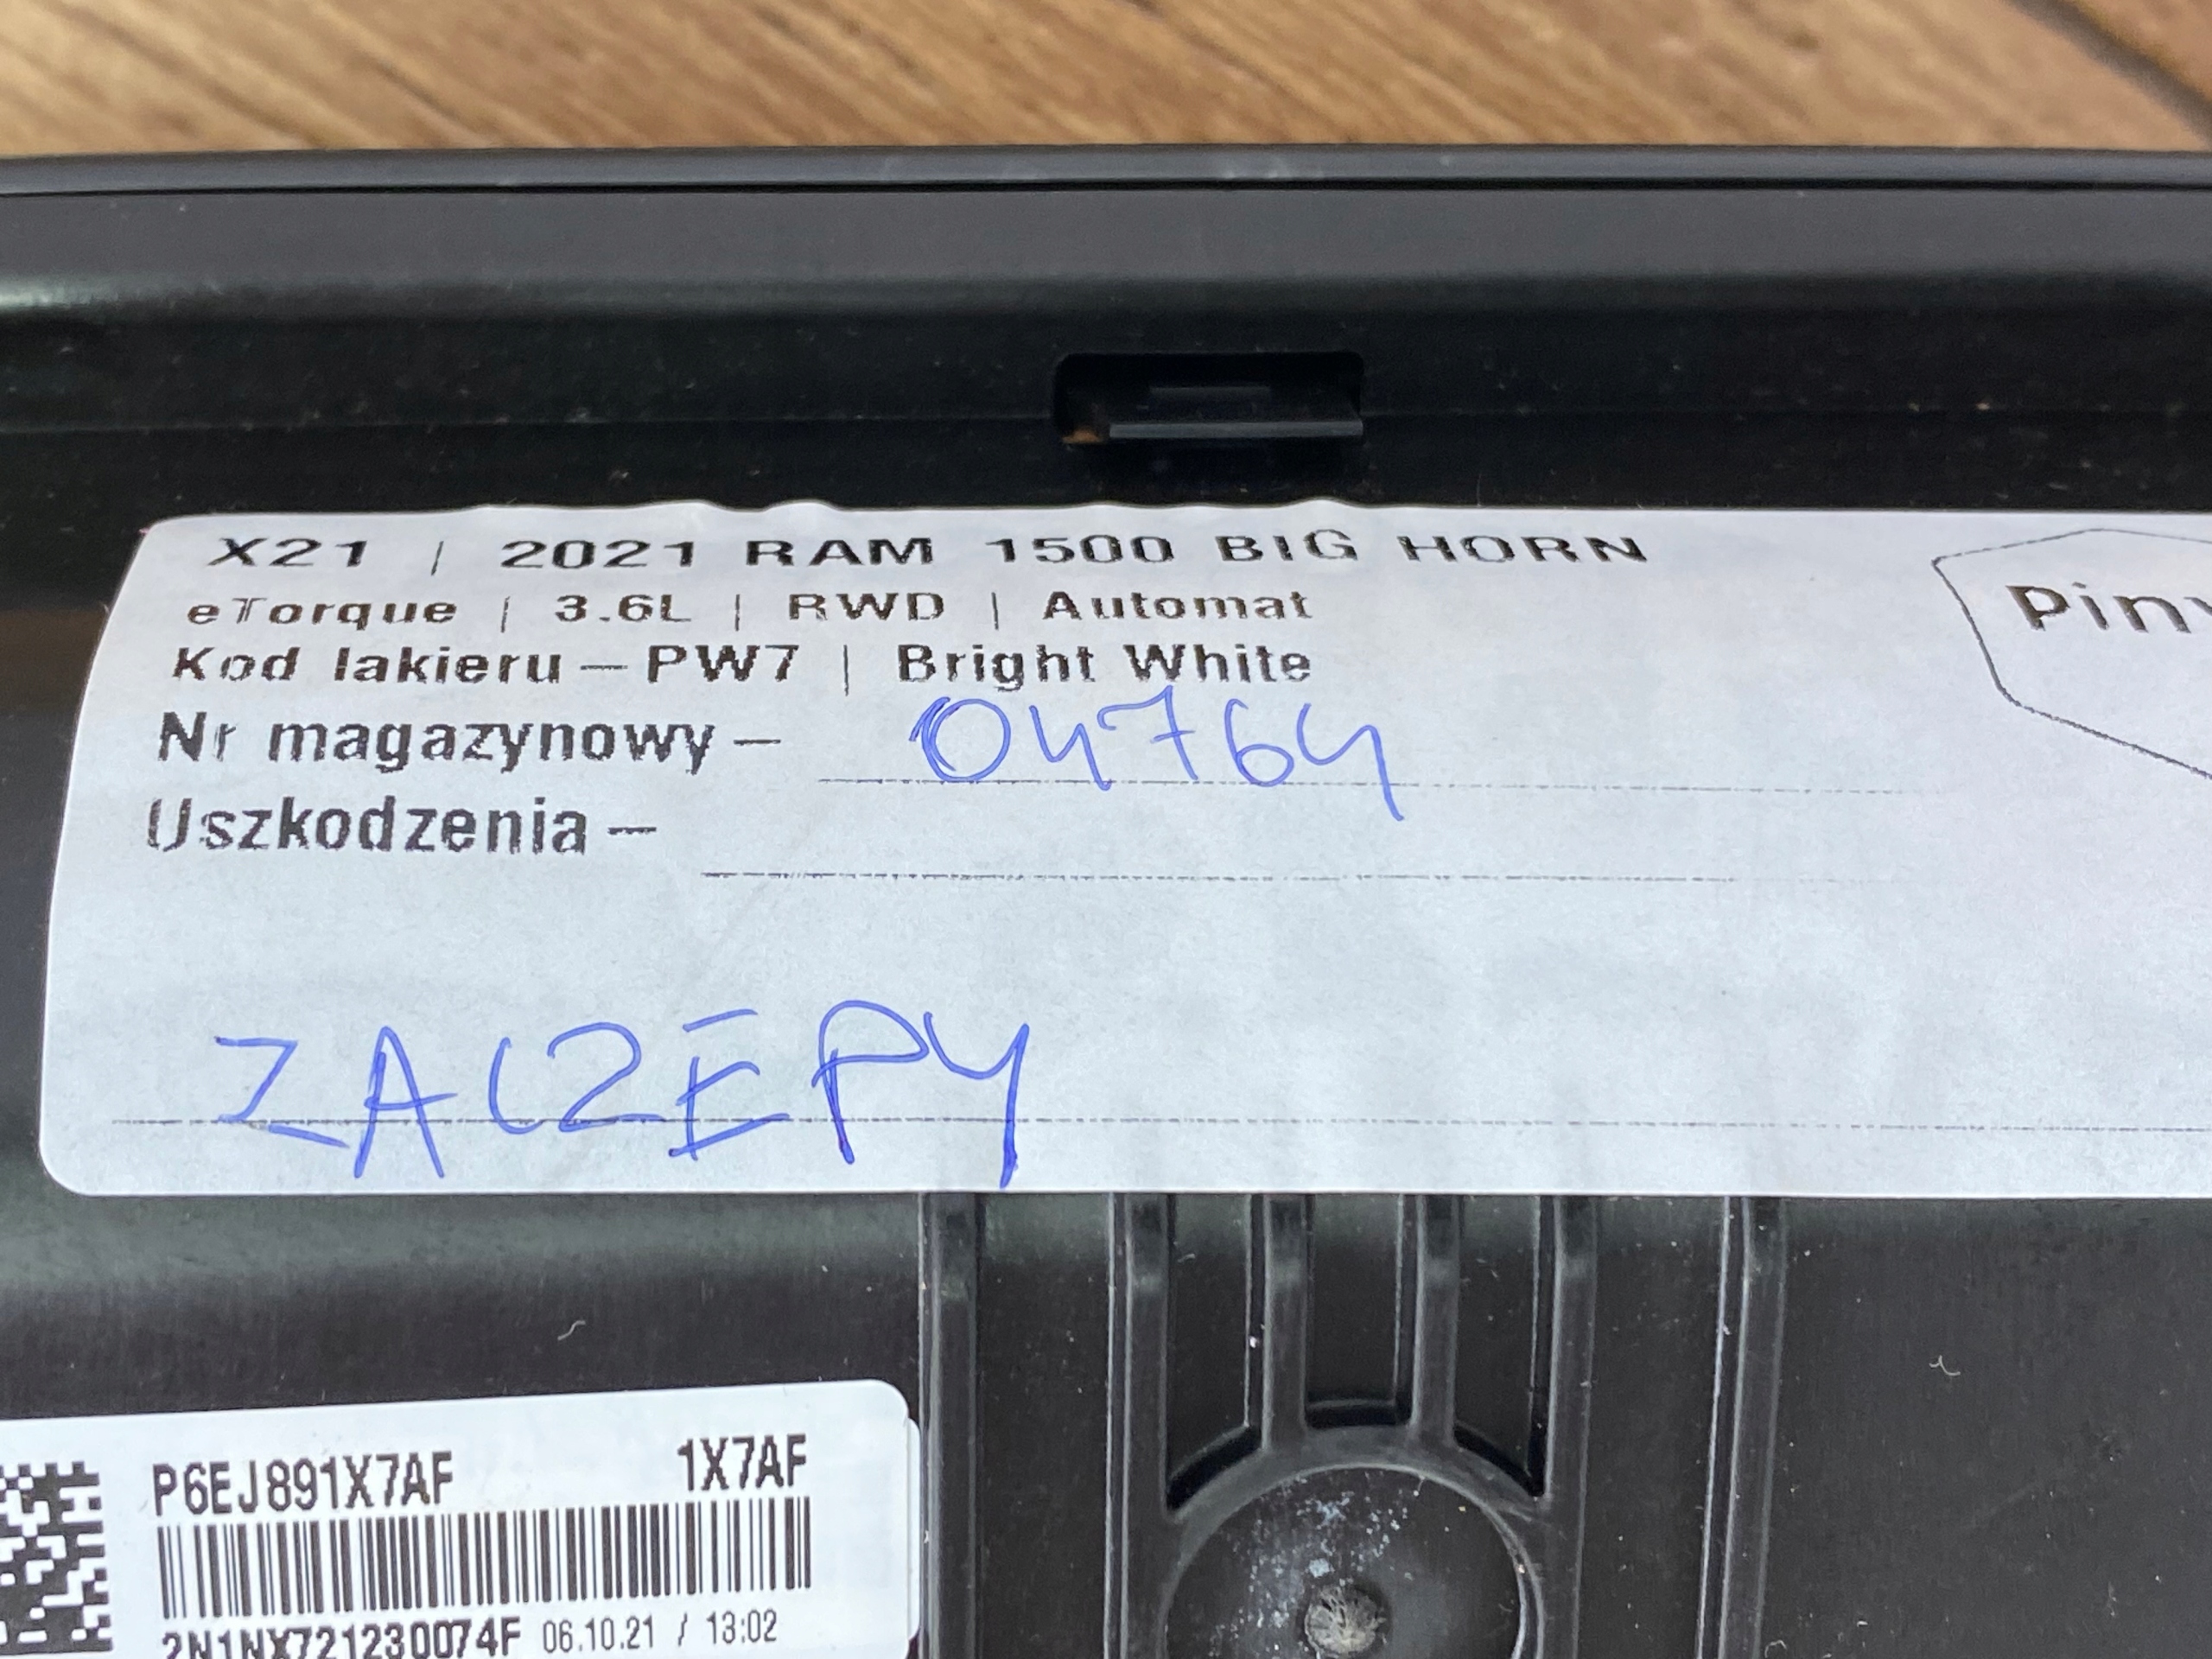 X21 | 2021 RAM 1500 BIG HORN
eTorque | 3.6L | RWD | Automat
Kod lakieru – PW7 | Bright White
Nr magazynowy – 04764
Uszkodzenia –
ZACZEPY
P6EJ891X7AF 1X7AF
2N1NX721230074F 06.10.21 / 13:02